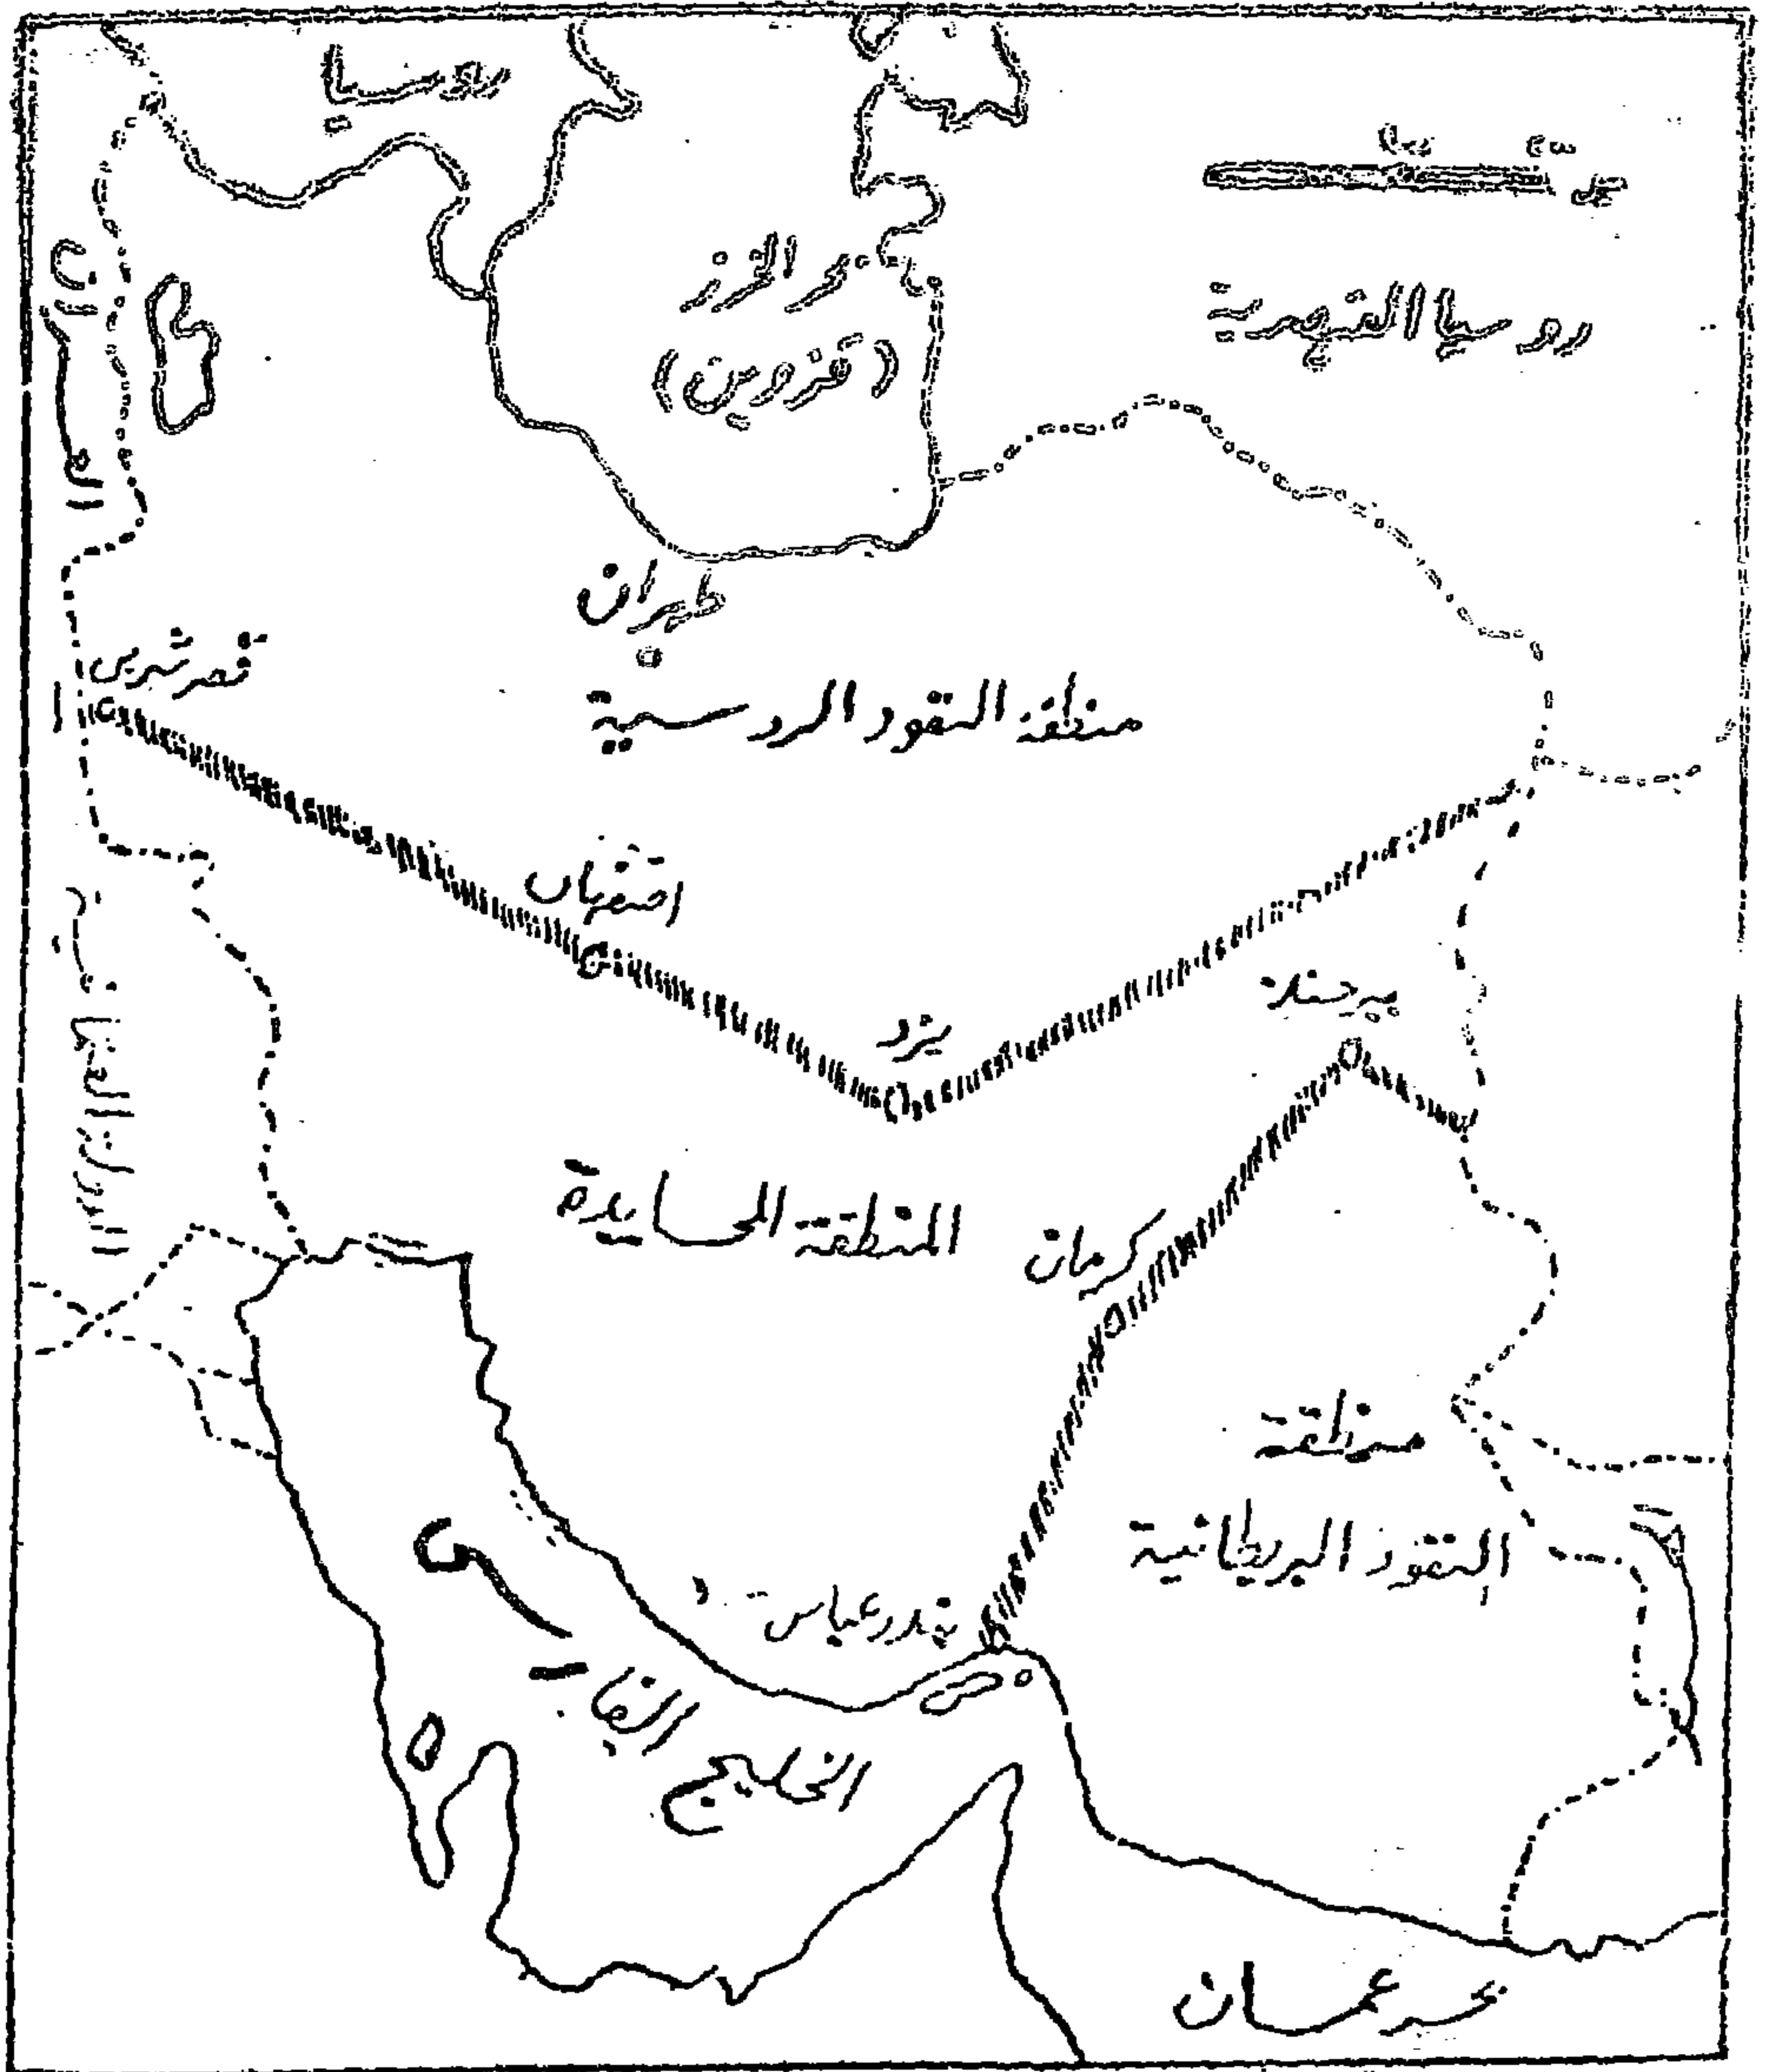 روسيا
ميل
بحر الخزر
(قزوين)
روسيا القيصرية
طهران
قصر شرين
منطقة النفوذ الروسية
اصفهان
يزد
المنطقة المحايدة
كرمان
منطقة
النفوذ البريطانية
بندر عباس
الخليج الفارسي
بحر عمان